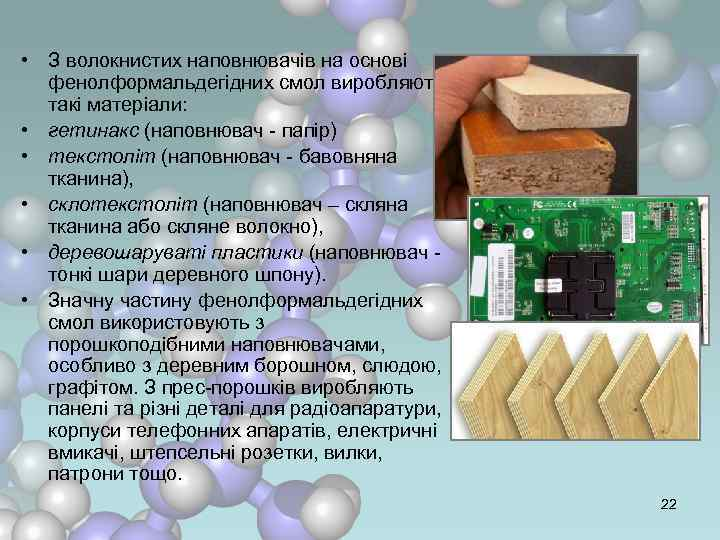 • З волокнистих наповнювачів на основі
фенолформальдегідних смол виробляют
такі матеріали:
• гетинакс (наповнювач - папір)
• текстоліт (наповнювач - бавовняна
тканина),
• склотекстоліт (наповнювач – скляна
тканина або скляне волокно),
• деревошаруваті пластики (наповнювач -
тонкі шари деревного шпону).
• Значну частину фенолформальдегідних
смол використовують з
порошкоподібними наповнювачами,
особливо з деревним борошном, слюдою,
графітом. З прес-порошків виробляють
панелі та різні деталі для радіоапаратури,
корпуси телефонних апаратів, електричні
вмикачі, штепсельні розетки, вилки,
патрони тощо.
22